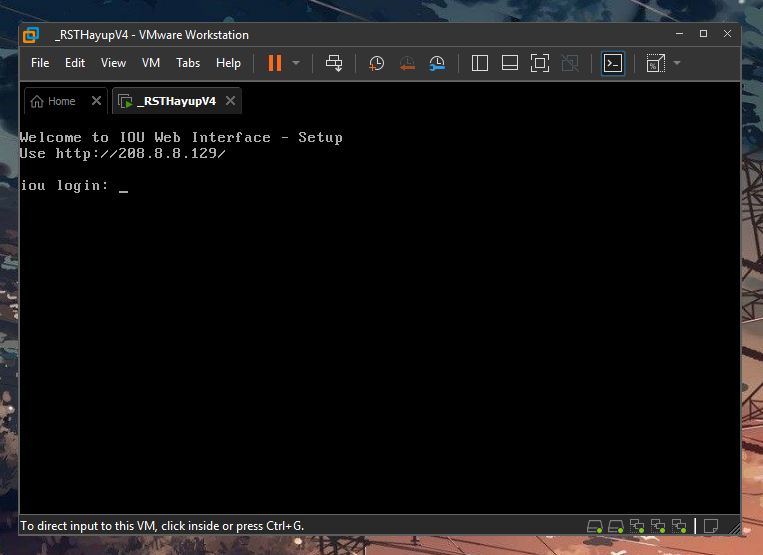 _RSTHayupV4 - VMware Workstation
File Edit View VM Tabs Help
Home _RSTHayupV4
Welcome to IOU Web Interface - Setup
Use http://208.8.8.129/
iou login: _
To direct input to this VM, click inside or press Ctrl+G.